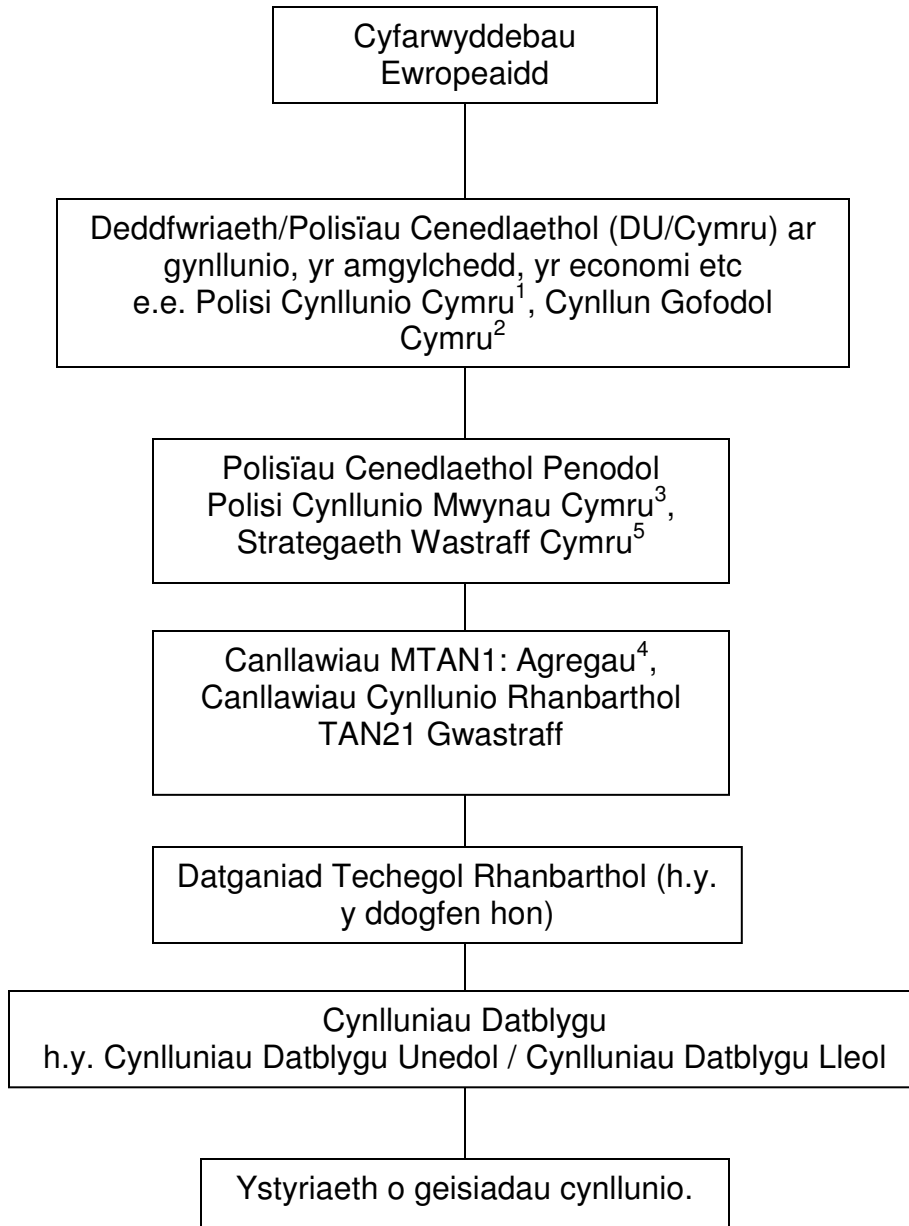 Cyfarwyddebau
Ewropeaidd
Deddfwriaeth/Polisïau Cenedlaethol (DU/Cymru) ar
gynllunio, yr amgylchedd, yr economi etc
e.e. Polisi Cynllunio Cymru¹, Cynllun Gofodol
Cymru²
Polisïau Cenedlaethol Penodol
Polisi Cynllunio Mwynau Cymru³,
Strategaeth Wastraff Cymru⁵
Canllawiau MTAN1: Agregau⁴,
Canllawiau Cynllunio Rhanbarthol
TAN21 Gwastraff
Datganiad Techegol Rhanbarthol (h.y.
y ddogfen hon)
Cynlluniau Datblygu
h.y. Cynlluniau Datblygu Unedol / Cynlluniau Datblygu Lleol
Ystyriaeth o geisiadau cynllunio.